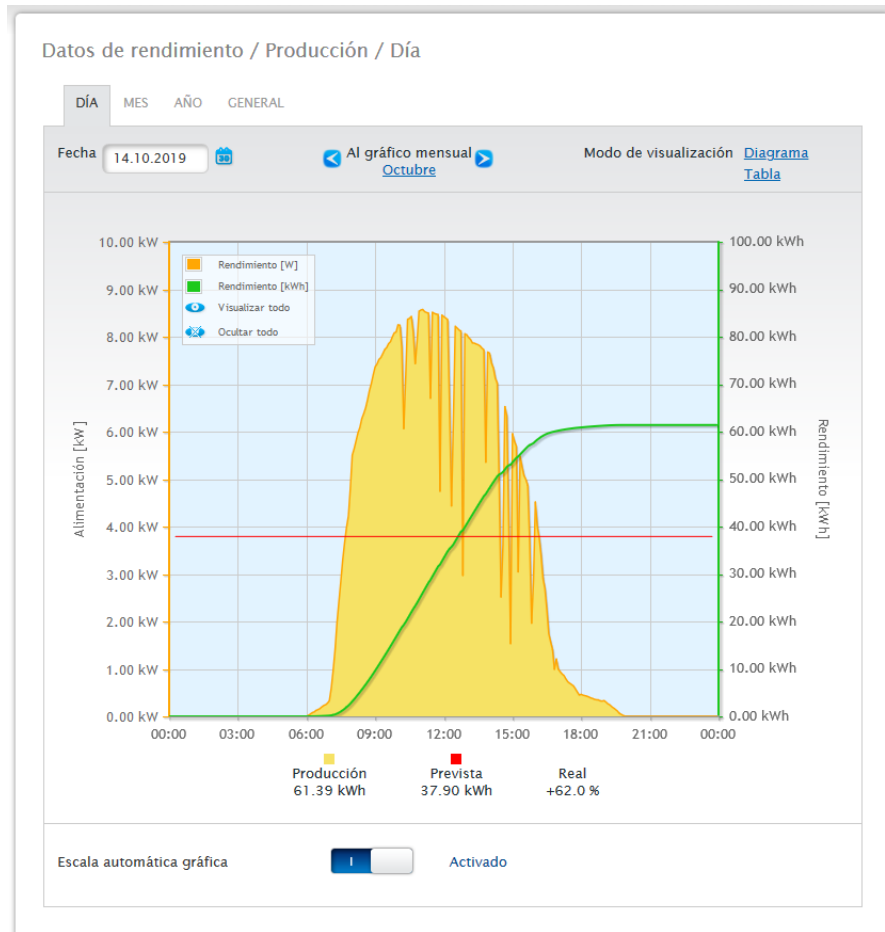 Datos de rendimiento / Producción / Día
DÍA MES AÑO GENERAL
Fecha 14.10.2019 30 Al gráfico mensual Modo de visualización Diagrama
Octubre Tabla
10.00 kW 100.00 kWh
Rendimiento [W]
Rendimiento [kWh]
9.00 kW 90.00 kWh
Visualizar todo
Ocultar todo
8.00 kW 80.00 kWh
7.00 kW 70.00 kWh
6.00 kW 60.00 kWh
5.00 kW 50.00 kWh
4.00 kW 40.00 kWh
3.00 kW 30.00 kWh
2.00 kW 20.00 kWh
1.00 kW 10.00 kWh
0.00 kW 0.00 kWh
Alimentación [kW]
Rendimiento [kWh]
00:00 03:00 06:00 09:00 12:00 15:00 18:00 21:00 00:00
Producción Prevista Real
61.39 kWh 37.90 kWh +62.0 %
Escala automática gráfica I Activado